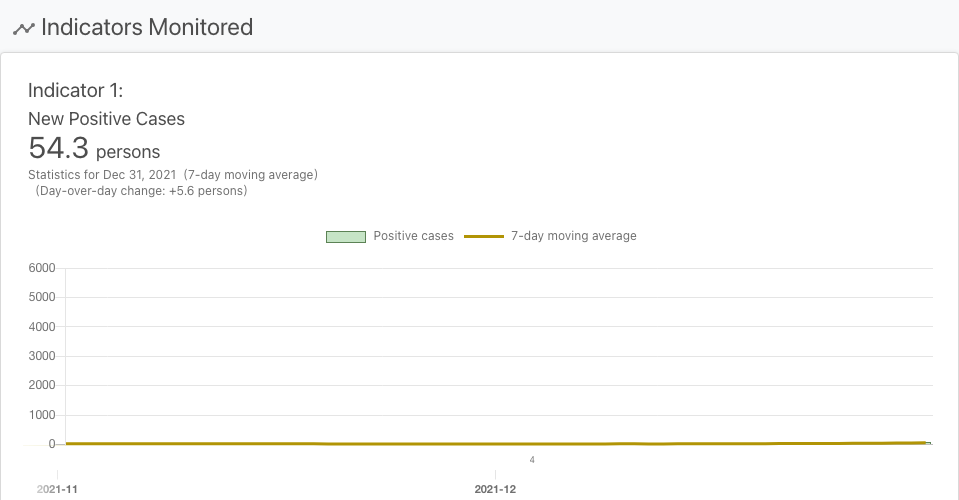 Indicators Monitored
Indicator 1:
New Positive Cases
54.3 persons
Statistics for Dec 31, 2021 (7-day moving average)
(Day-over-day change: +5.6 persons)
Positive cases 7-day moving average
6000
5000
4000
3000
2000
1000
0
4
2021-11 2021-12